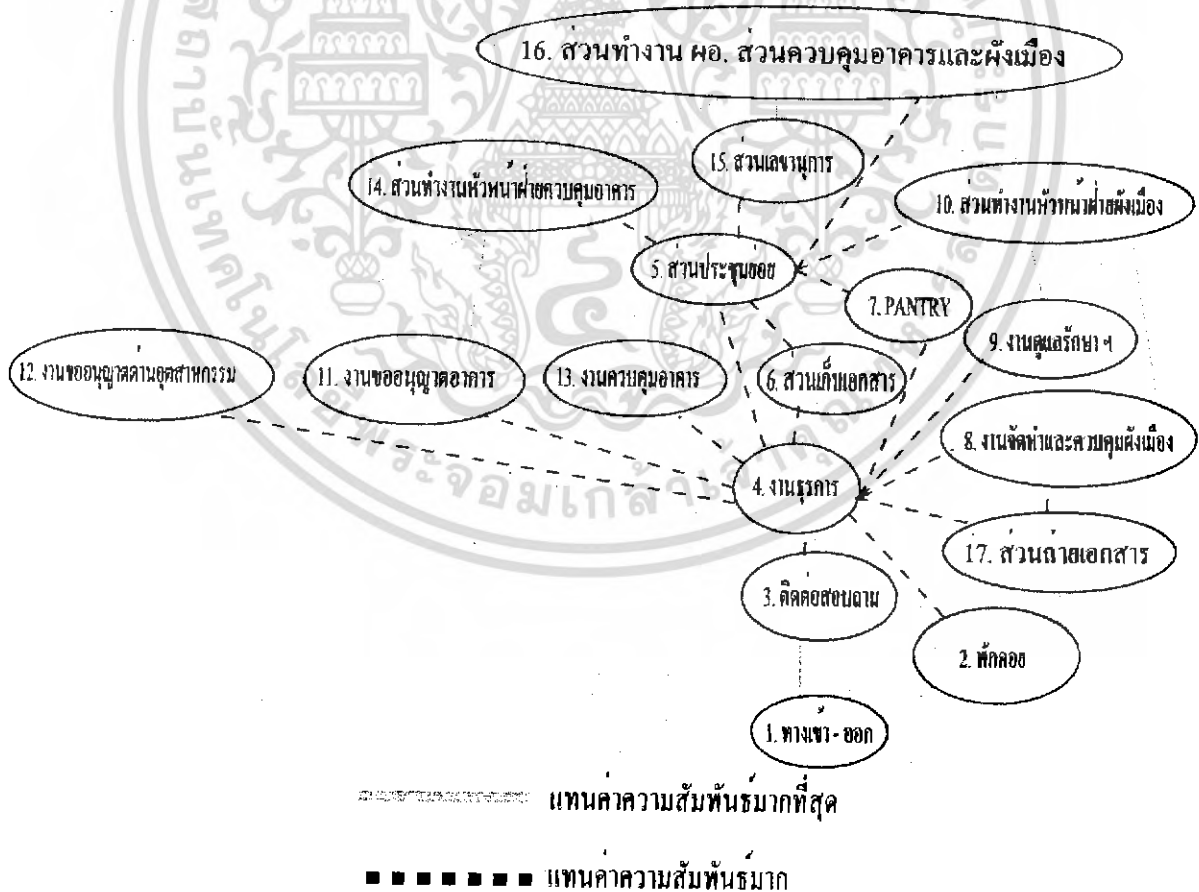 16. ส่วนทำงาน ผอ. ส่วนควบคุมอาคารและผังเมือง
15. ส่วนเลขานุการ
14. ส่วนทำงานหัวหน้าฝ่ายควบคุมอาคาร
10. ส่วนทำงานหัวหน้าฝ่ายผังเมือง
5. ส่วนประชุมย่อย
7. PANTRY
9. งานดูแลรักษา ฯ
12. งานขออนุญาตด้านอุตสาหกรรม
11. งานขออนุญาตอาคาร
13. งานควบคุมอาคาร
6. ส่วนเก็บเอกสาร
8. งานจัดทำและควบคุมผังเมือง
4. งานธุรการ
17. ส่วนถ่ายเอกสาร
3. ติดต่อสอบถาม
2. พักคอย
1. ทางเข้า - ออก
แทนค่าความสัมพันธ์มากที่สุด
แทนค่าความสัมพันธ์มาก